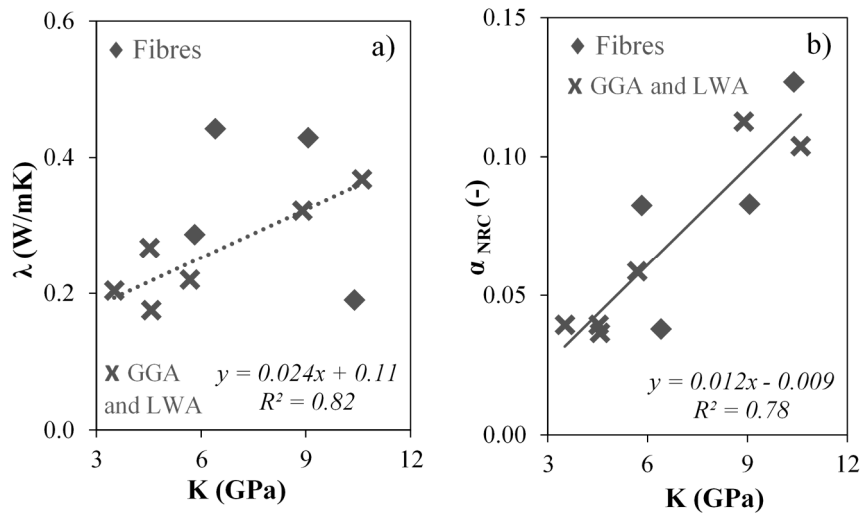 a)
Fibres
0.6
0.4
0.2
0.0
λ (W/mK)
GGA
and LWA
y = 0.024x + 0.11
R² = 0.82
3 6 9 12
K (GPa)
b)
Fibres
GGA and LWA
0.15
0.10
0.05
0.00
α NRC (-)
y = 0.012x - 0.009
R² = 0.78
3 6 9 12
K (GPa)